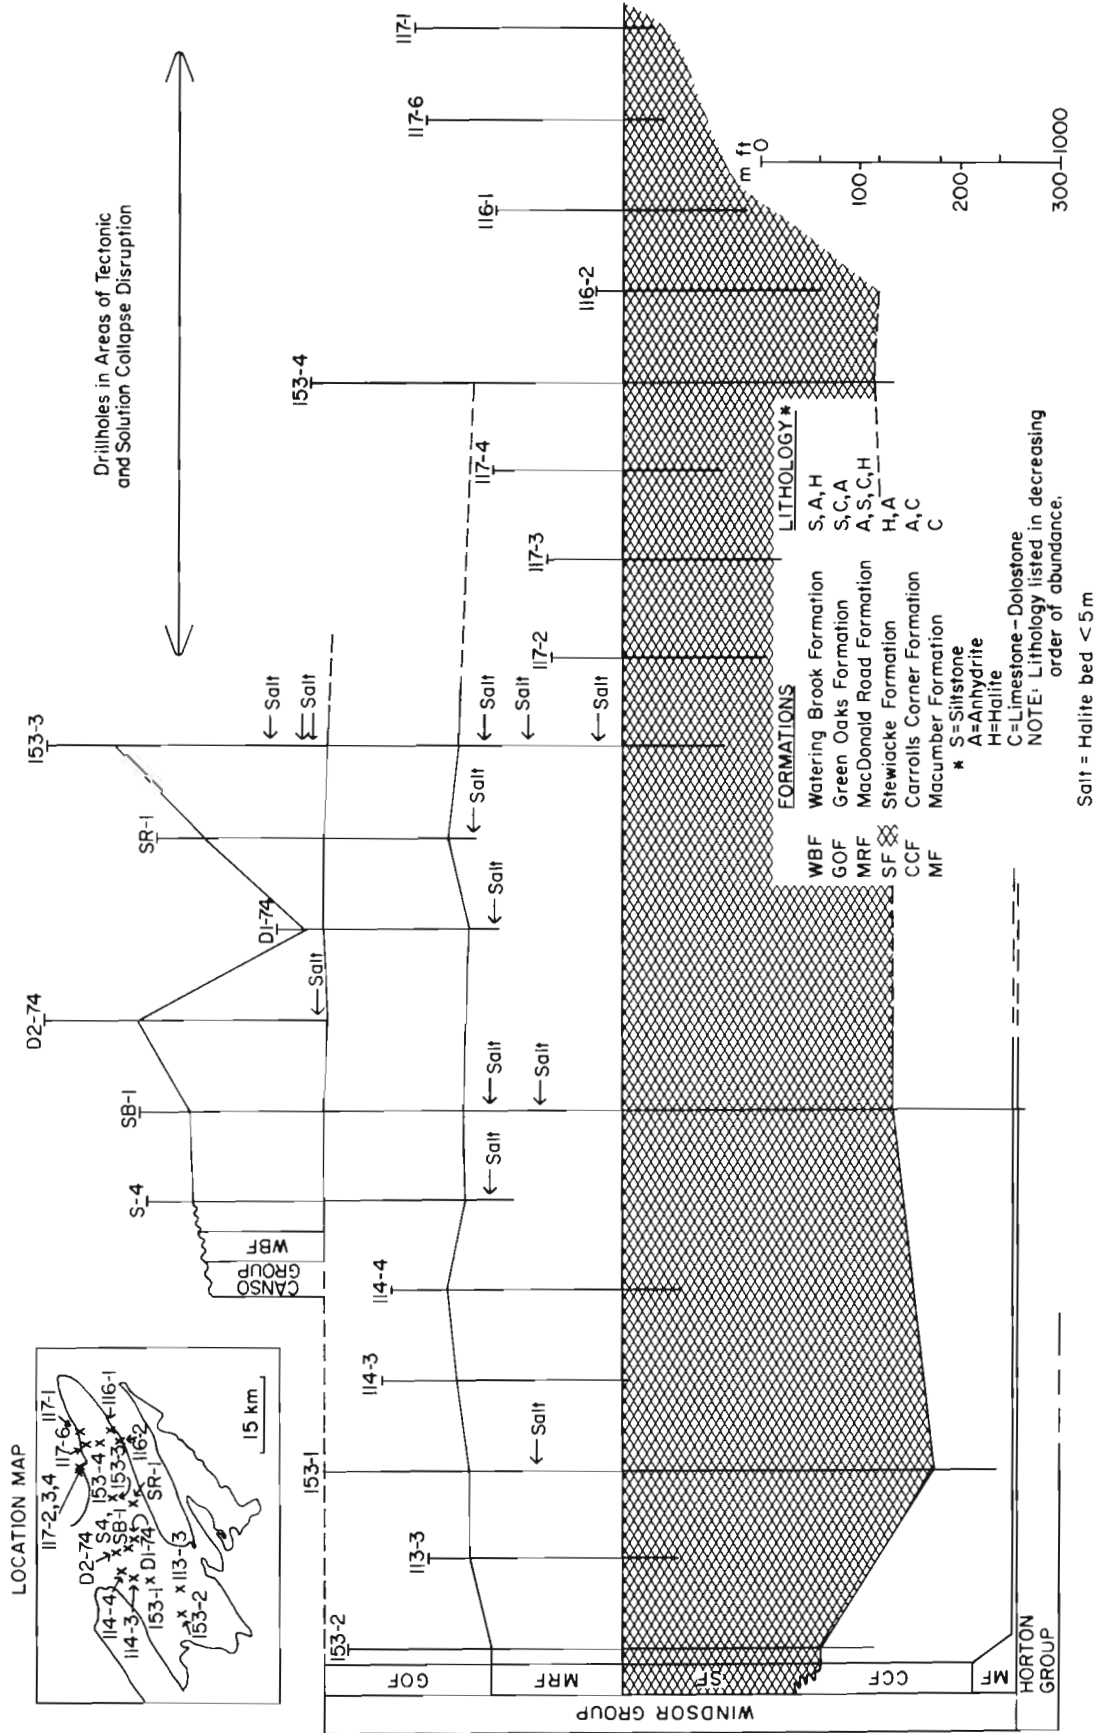 LOCATION MAP
117-2,3,4
117-6
117-1
D2-74
S4,
153-4
114-4
SB-1
153-3
116-1
114-3
D1-74
116-2
153-1
SR-1
113-3
153-2
15 km
Drillholes in Areas of Tectonic
and Solution Collapse Disruption
153-2
113-3
153-1
114-3
114-4
S-4
SB-1
D2-74
D1-74
SR-1
153-3
117-2
117-3
117-4
153-4
116-2
116-1
117-6
117-1
CANSO
GROUP
WBF
GOF
MRF
SF
CCF
MF
WINDSOR GROUP
HORTON
GROUP
Salt
Salt
Salt
Salt
Salt
Salt
Salt
Salt
Salt
Salt
Salt
Salt
Salt
m ft
0
100
200
300
1000
FORMATIONS
LITHOLOGY*
WBF Watering Brook Formation S,A,H
GOF Green Oaks Formation S,C,A
MRF MacDonald Road Formation A,S,C,H
SF Stewiacke Formation H,A
CCF Carrolls Corner Formation A,C
MF Macumber Formation C
* S=Siltstone
A=Anhydrite
H=Halite
C=Limestone-Dolostone
NOTE: Lithology listed in decreasing
order of abundance.
Salt = Halite bed <5m